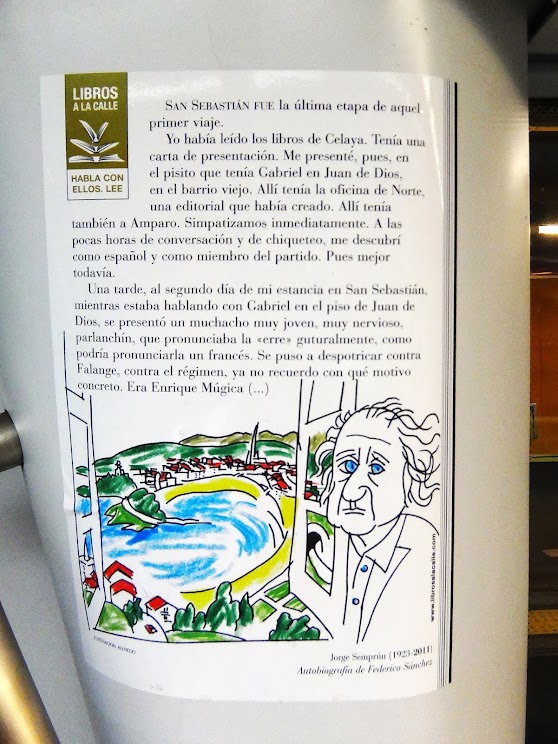 LIBROS
A LA CALLE
HABLA CON
ELLOS. LEE
SAN SEBASTIÁN FUE la última etapa de aquel
primer viaje.
Yo había leído los libros de Celaya. Tenía una
carta de presentación. Me presenté, pues, en
el pisito que tenía Gabriel en Juan de Dios,
en el barrio viejo. Allí tenía la oficina de Norte,
una editorial que había creado. Allí tenía
también a Amparo. Simpatizamos inmediatamente. A las
pocas horas de conversación y de chiqueteo, me descubrí
como español y como miembro del partido. Pues mejor
todavía.
Una tarde, al segundo día de mi estancia en San Sebastián,
mientras estaba hablando con Gabriel en el piso de Juan de
Dios, se presentó un muchacho muy joven, muy nervioso,
parlanchín, que pronunciaba la «erre» guturalmente, como
podría pronunciarla un francés. Se puso a despotricar contra
Falange, contra el régimen, ya no recuerdo con qué motivo
concreto. Era Enrique Múgica (...)
www.librosalacalle.com
ILUSTRACIÓN: ALFREDO
Jorge Semprún (1923-2011)
Autobiografía de Federico Sánchez